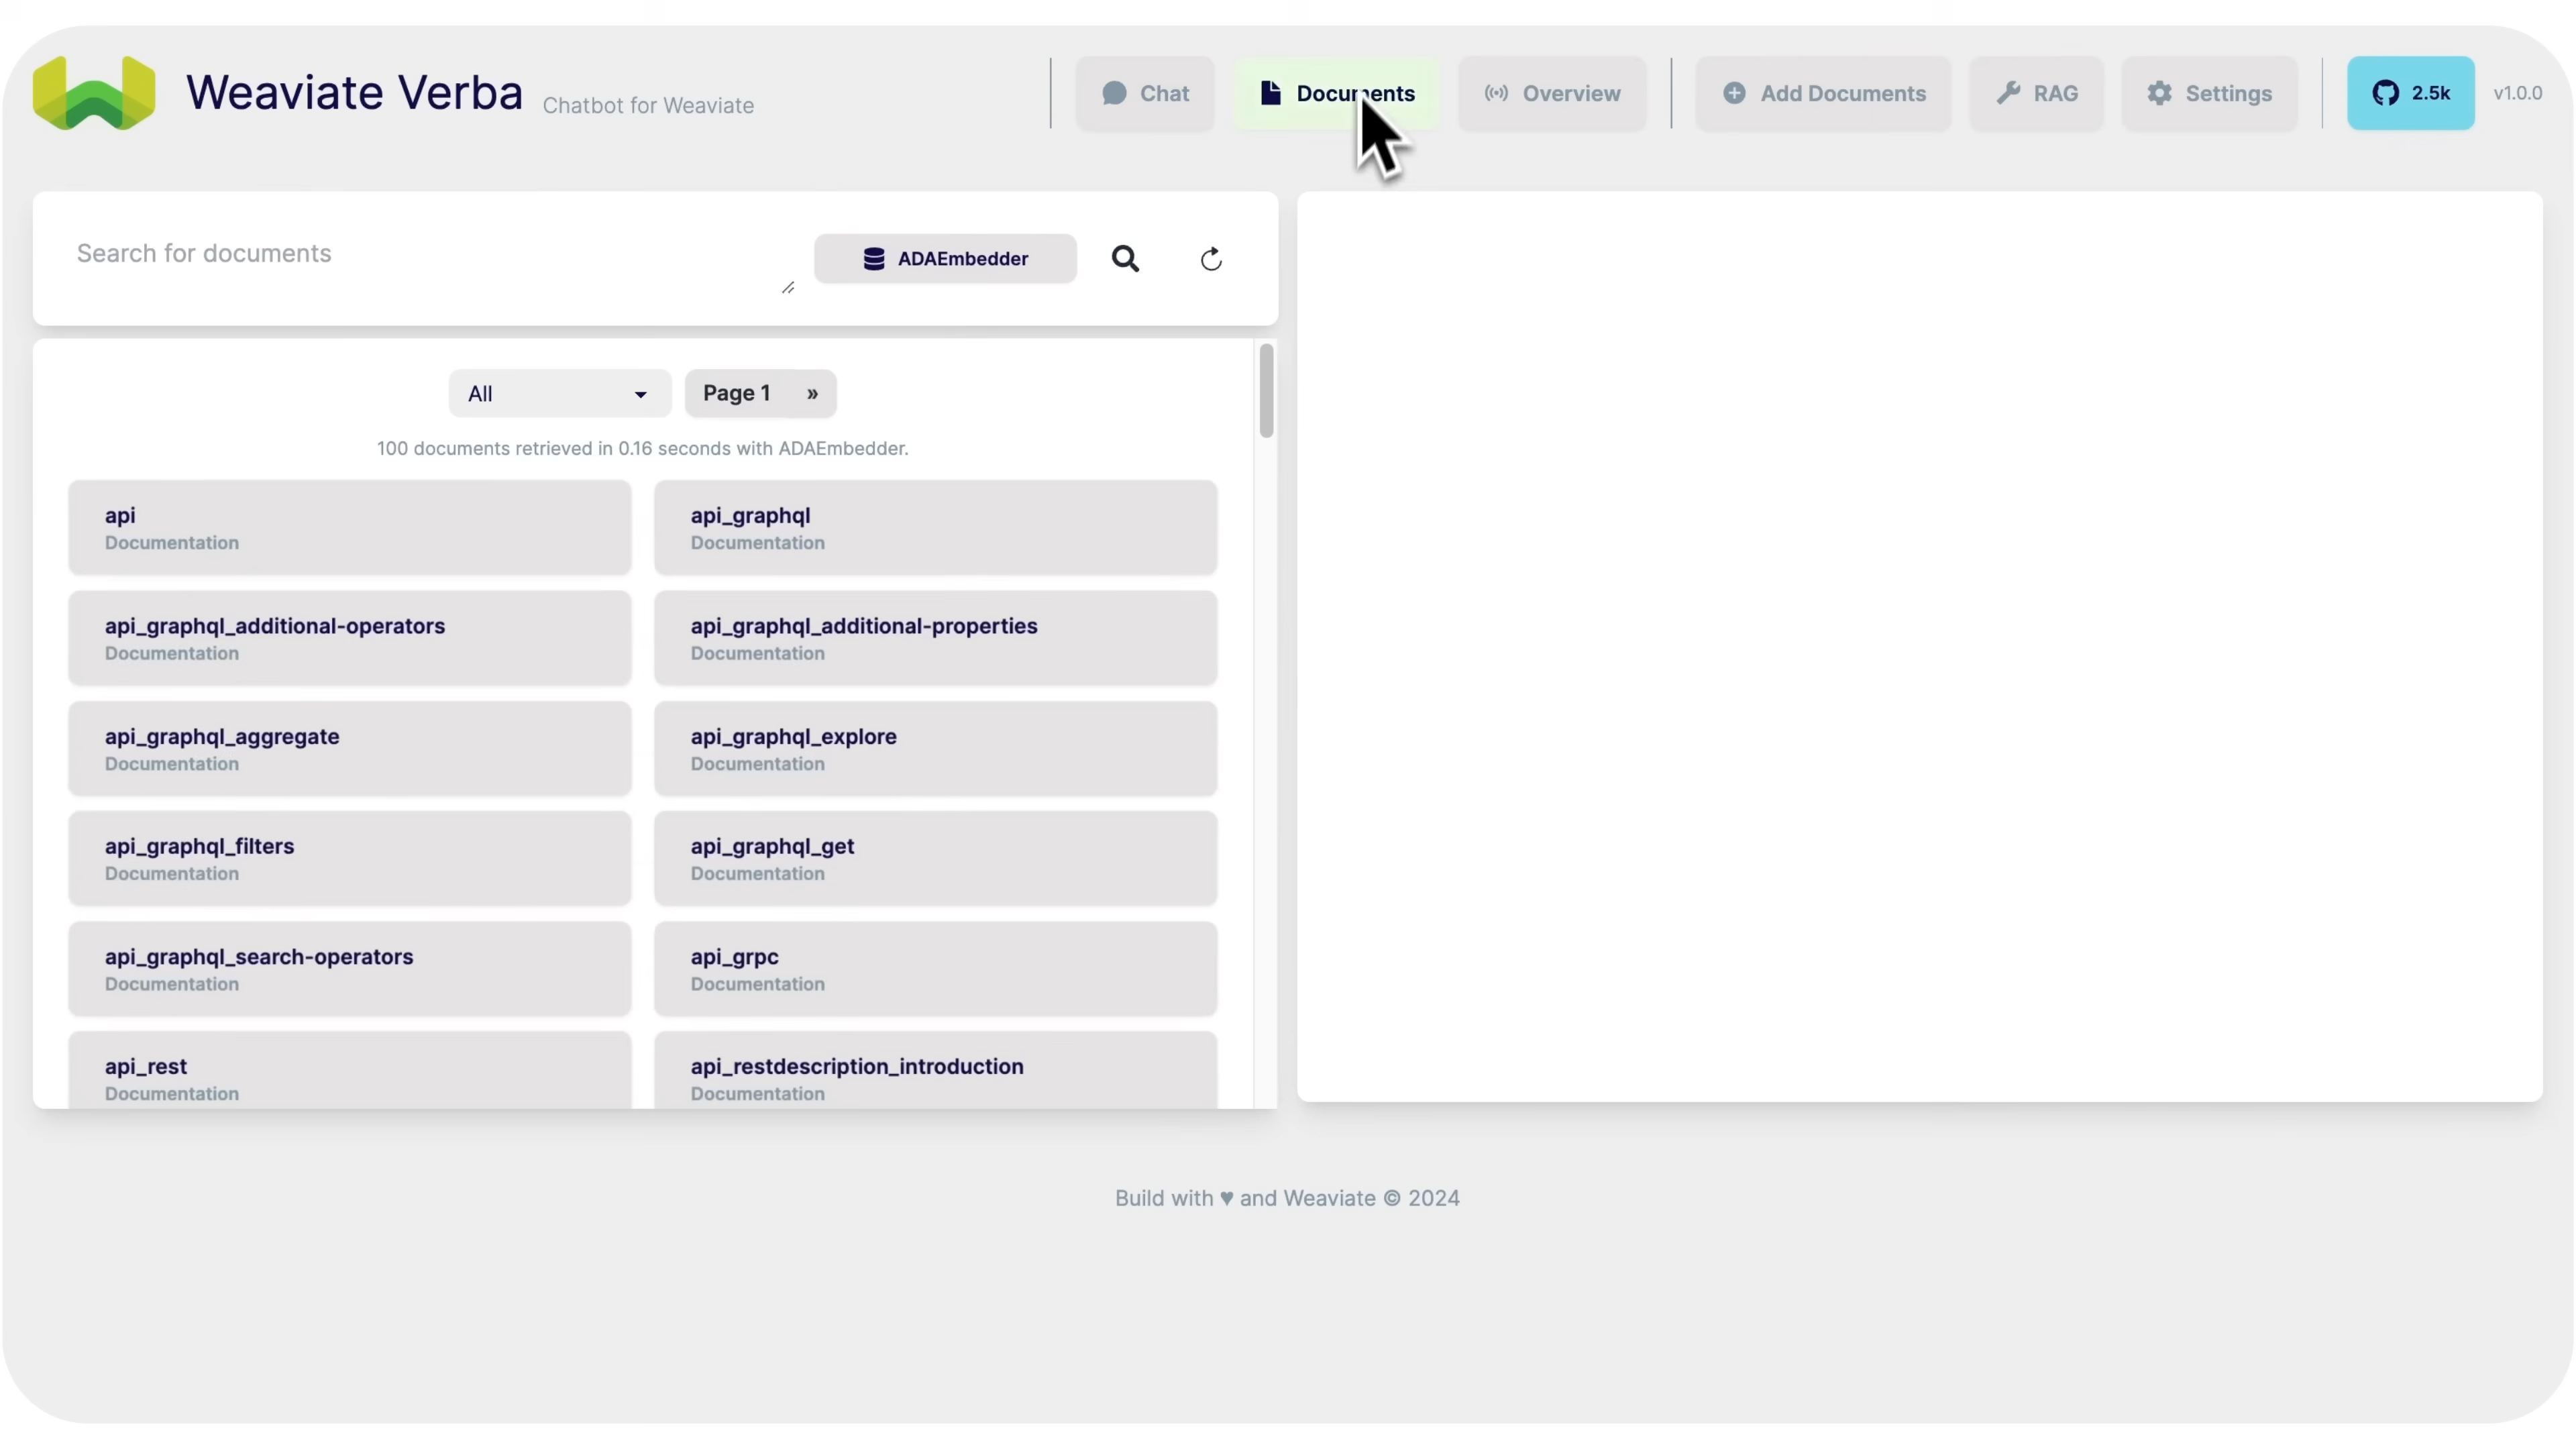 Weaviate Verba Chatbot for Weaviate
Chat Documents Overview Add Documents RAG Settings 2.5k v1.0.0
Search for documents
ADAEmbedder
All Page 1 »
100 documents retrieved in 0.16 seconds with ADAEmbedder.
api
Documentation
api_graphql
Documentation
api_graphql_additional-operators
Documentation
api_graphql_additional-properties
Documentation
api_graphql_aggregate
Documentation
api_graphql_explore
Documentation
api_graphql_filters
Documentation
api_graphql_get
Documentation
api_graphql_search-operators
Documentation
api_grpc
Documentation
api_rest
Documentation
api_restdescription_introduction
Documentation
Build with ♥ and Weaviate © 2024